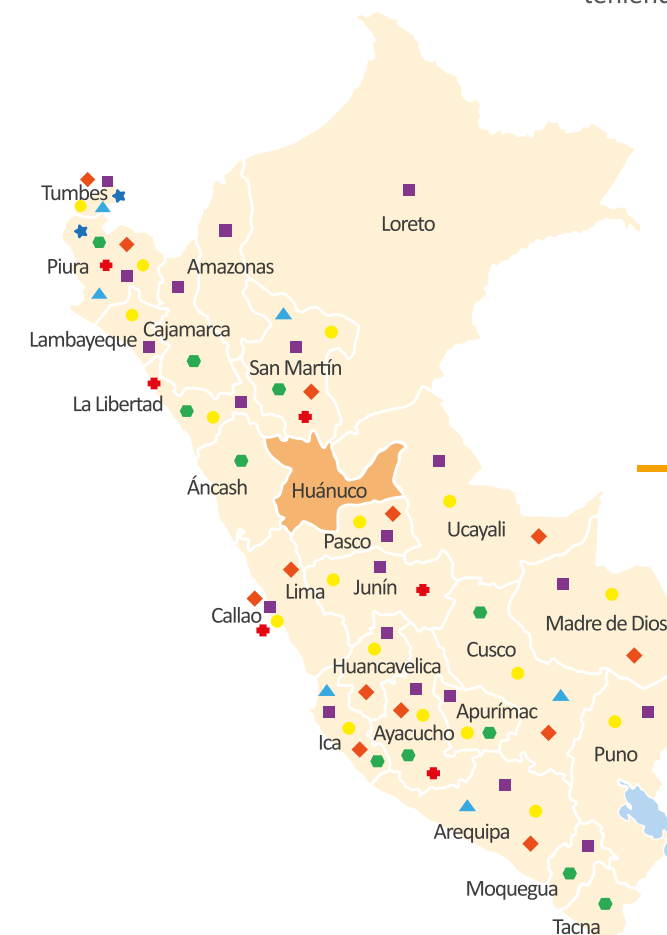 Tumbes
Loreto
Piura
Amazonas
Cajamarca
Lambayeque
San Martín
La Libertad
Áncash
Huánuco
Ucayali
Pasco
Lima
Junín
Callao
Madre de Dios
Cusco
Huancavelica
Apurímac
Ayacucho
Ica
Puno
Arequipa
Moquegua
Tacna